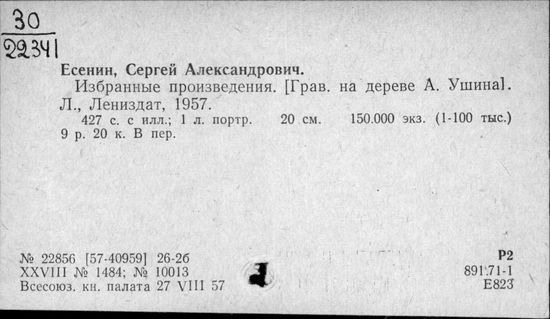 30
22341
Есенин, Сергей Александрович.
Избранные произведения. [Грав. на дереве А. Ушина].
Л., Лениздат, 1957.
427 с. с илл.; 1 л. портр. 20 см. 150.000 экз. (1-100 тыс.)
9 р. 20 к. В пер.
№ 22856 [57-40959] 26-2б
XXVIII № 1484; № 10013
Всесоюз. кн. палата 27 VIII 57
Р2
891.71-1
Е823